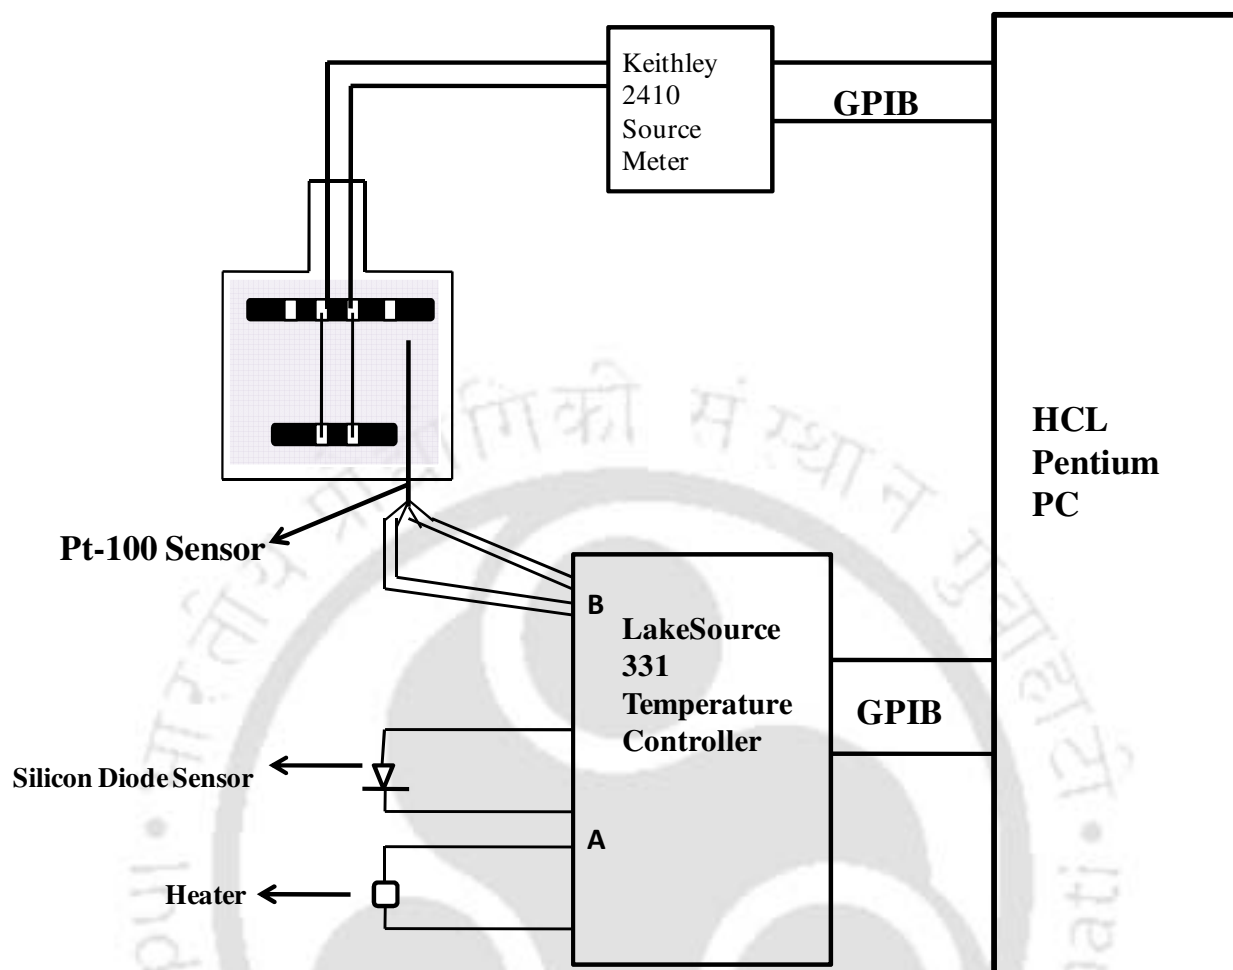 Keithley
2410
Source
Meter
GPIB
HCL
Pentium
PC
Pt-100 Sensor
B
LakeSource
331
Temperature
Controller
GPIB
Silicon Diode Sensor
A
Heater